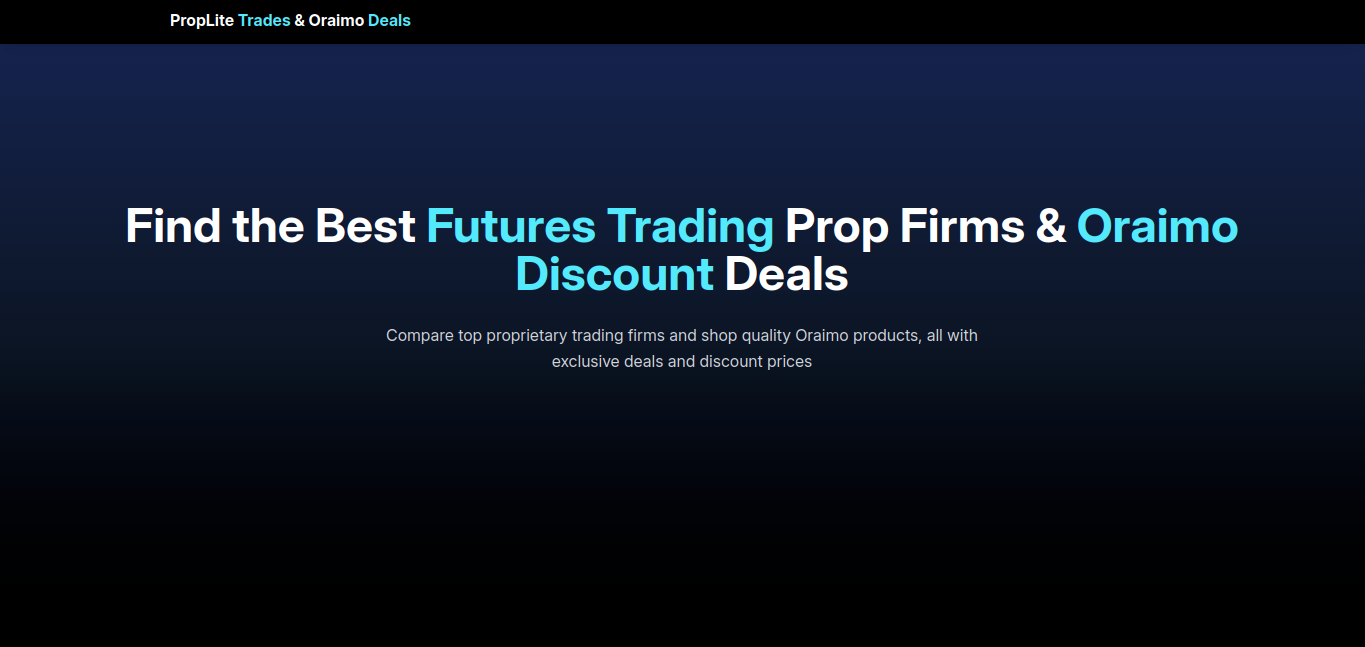 PropLite Trades & Oraimo Deals
Find the Best Futures Trading Prop Firms & Oraimo
Discount Deals
Compare top proprietary trading firms and shop quality Oraimo products, all with
exclusive deals and discount prices